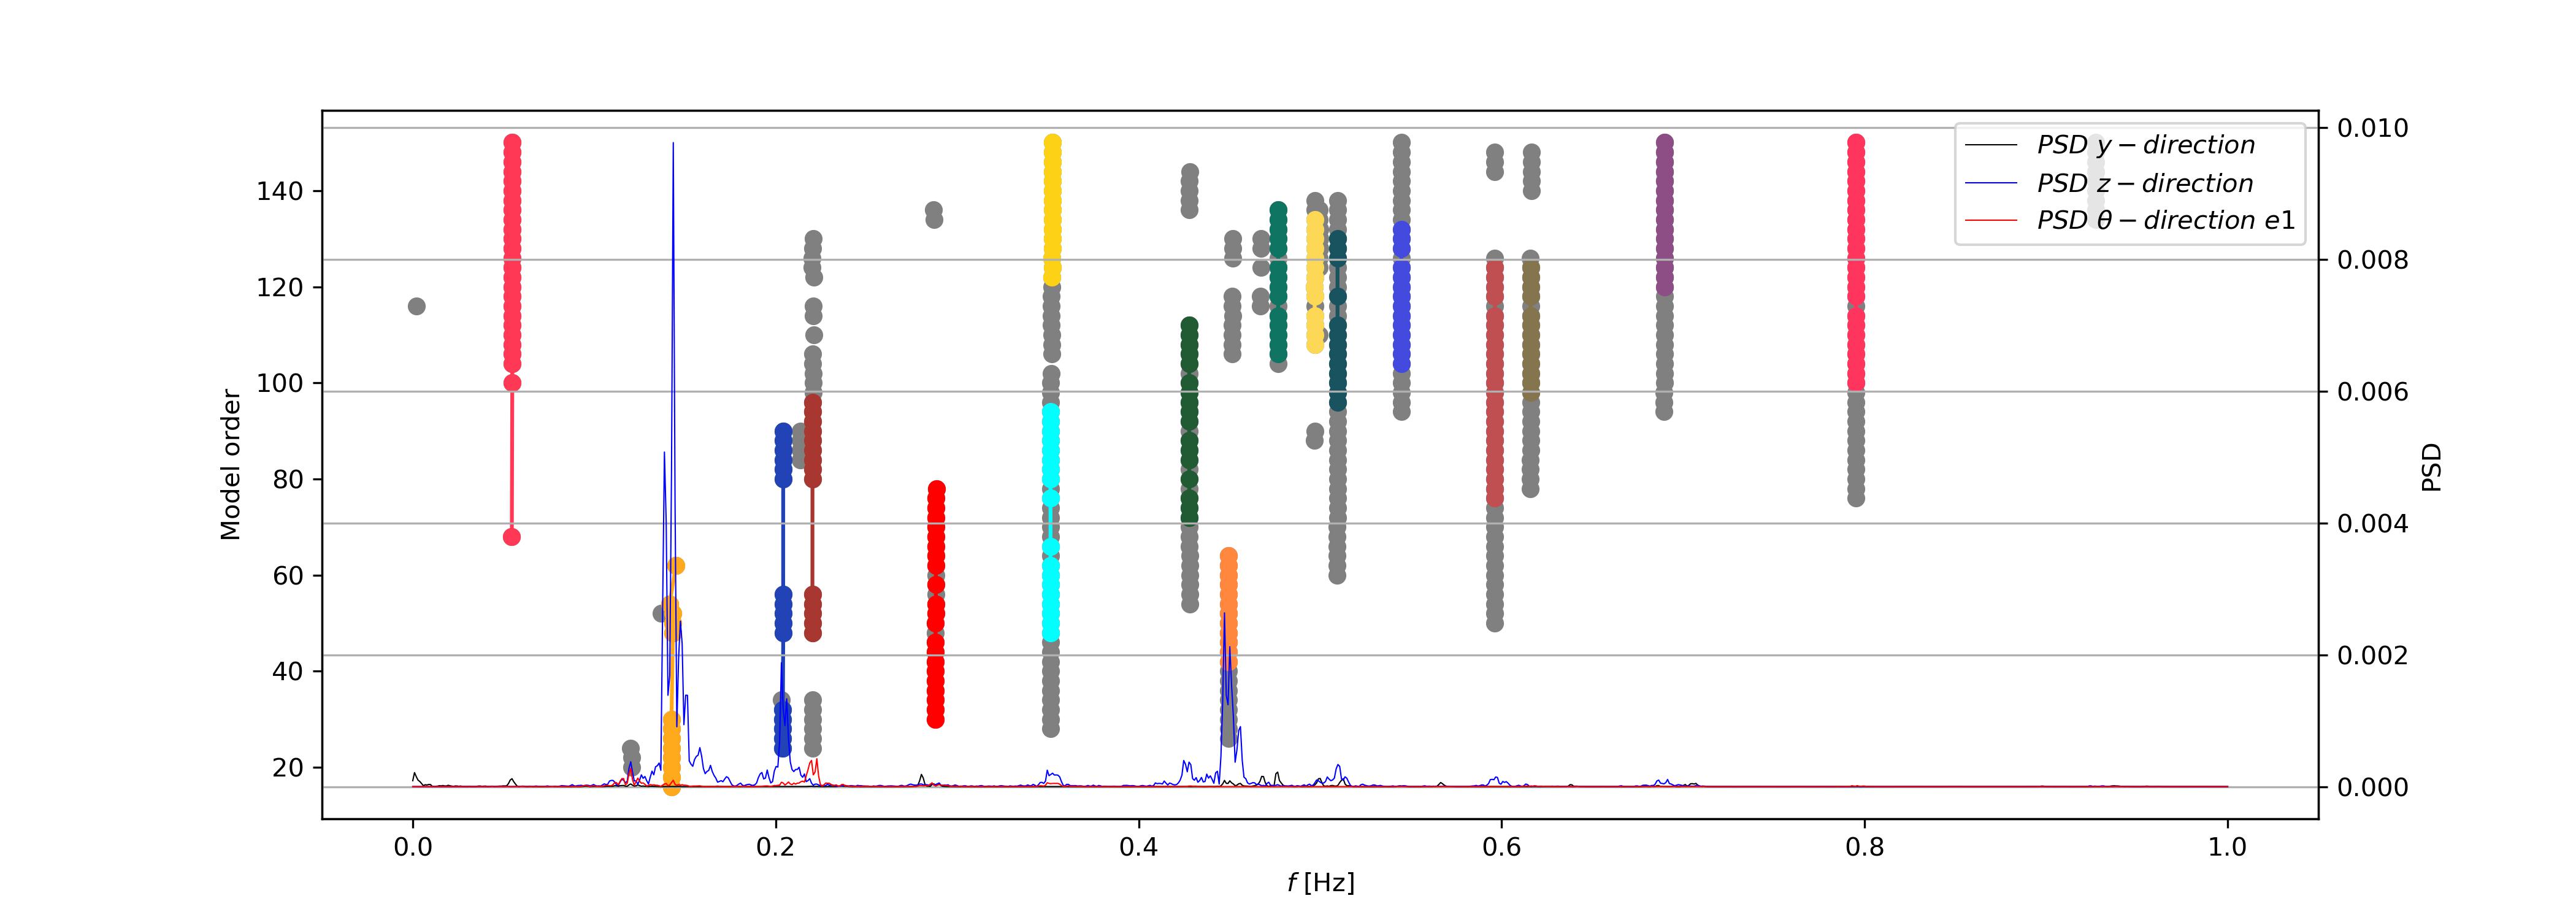 PSD y − direction
PSD z − direction
PSD θ − direction e1
140
120
100
80
60
40
20
Model order
0.010
0.008
0.006
0.004
0.002
0.000
PSD
0.0 0.2 0.4 0.6 0.8 1.0
f [Hz]